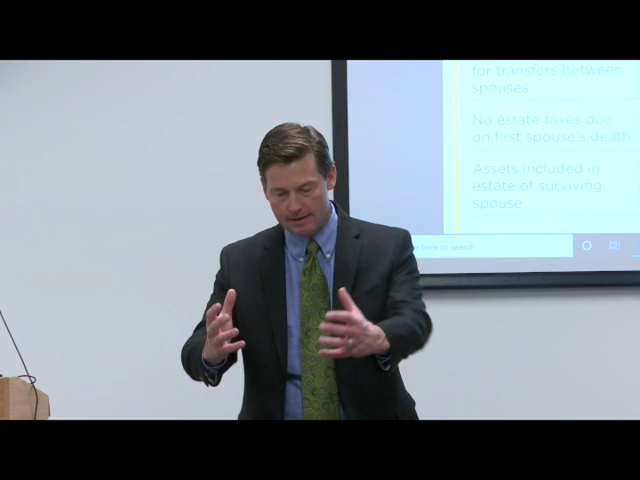 for transfers between
spouses
No estate taxes due
on first spouse's death
Assets included in
estate of surviving
spouse
here to search